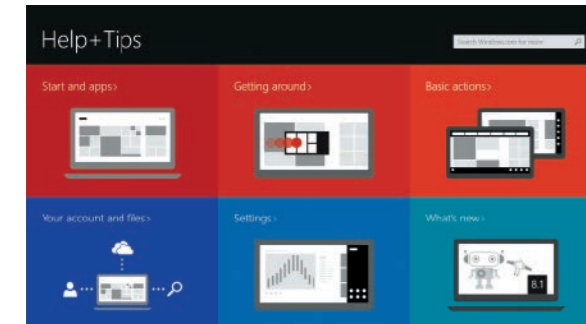 Help+Tips
Search Windows.com for more
Start and apps›
Getting around›
Basic actions›
Your account and files›
Settings›
What's new›
8.1